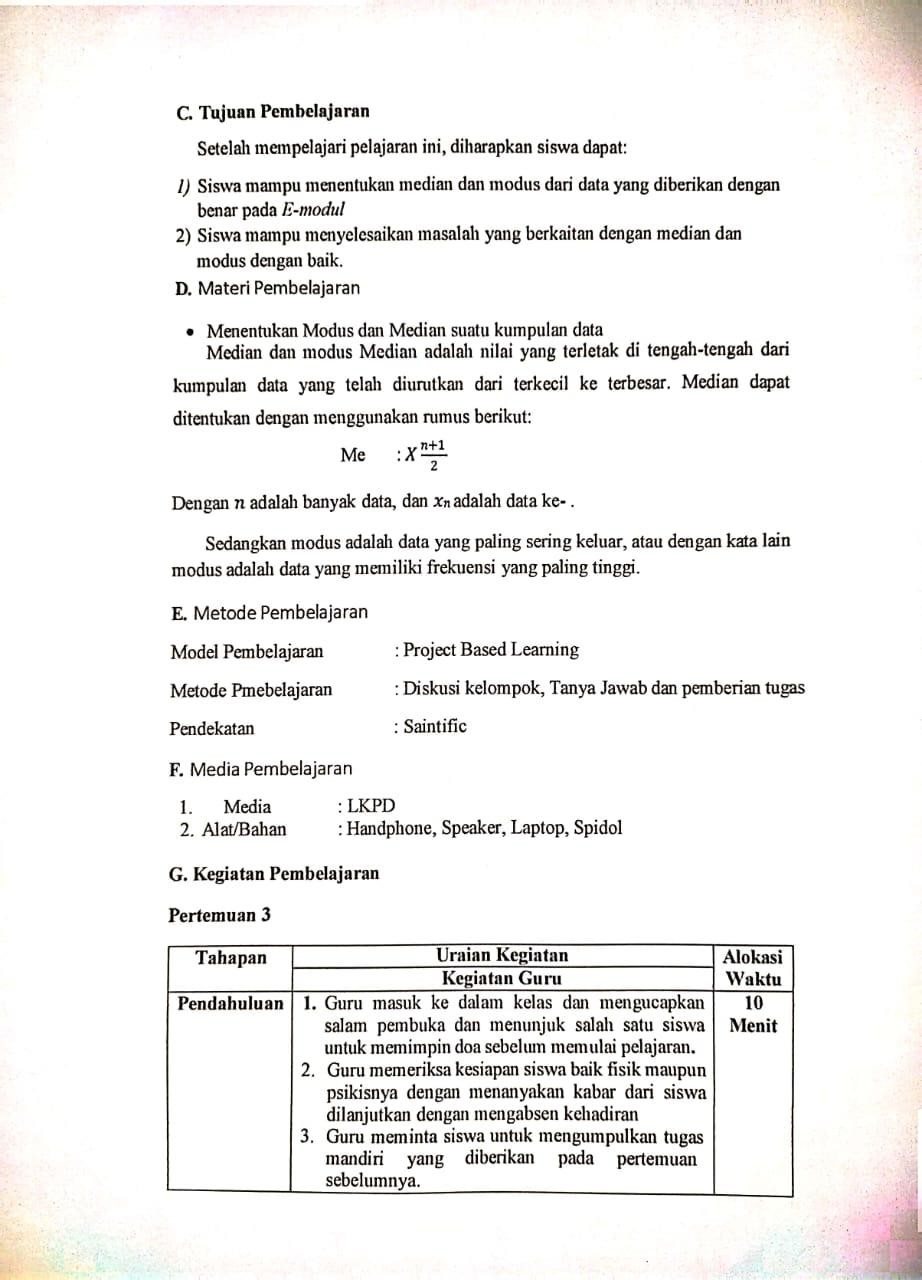 C. Tujuan Pembelajaran
Setelah mempelajari pelajaran ini, diharapkan siswa dapat:
1) Siswa mampu menentukan median dan modus dari data yang diberikan dengan
benar pada E-modul
2) Siswa mampu menyelesaikan masalah yang berkaitan dengan median dan
modus dengan baik.
D. Materi Pembelajaran
• Menentukan Modus dan Median suatu kumpulan data
Median dan modus Median adalah nilai yang terletak di tengah-tengah dari
kumpulan data yang telah diurutkan dari terkecil ke terbesar. Median dapat
ditentukan dengan menggunakan rumus berikut:
Me : X n+1/2
Dengan n adalah banyak data, dan xn adalah data ke- .
Sedangkan modus adalah data yang paling sering keluar, atau dengan kata lain
modus adalah data yang memiliki frekuensi yang paling tinggi.
E. Metode Pembelajaran
Model Pembelajaran : Project Based Learning
Metode Pmebelajaran : Diskusi kelompok, Tanya Jawab dan pemberian tugas
Pendekatan : Saintific
F. Media Pembelajaran
1. Media : LKPD
2. Alat/Bahan : Handphone, Speaker, Laptop, Spidol
G. Kegiatan Pembelajaran
Pertemuan 3
Tahapan Uraian Kegiatan Alokasi
Kegiatan Guru Waktu
Pendahuluan 1. Guru masuk ke dalam kelas dan mengucapkan 10
salam pembuka dan menunjuk salah satu siswa Menit
untuk memimpin doa sebelum memulai pelajaran.
2. Guru memeriksa kesiapan siswa baik fisik maupun
psikisnya dengan menanyakan kabar dari siswa
dilanjutkan dengan mengabsen kehadiran
3. Guru meminta siswa untuk mengumpulkan tugas
mandiri yang diberikan pada pertemuan
sebelumnya.